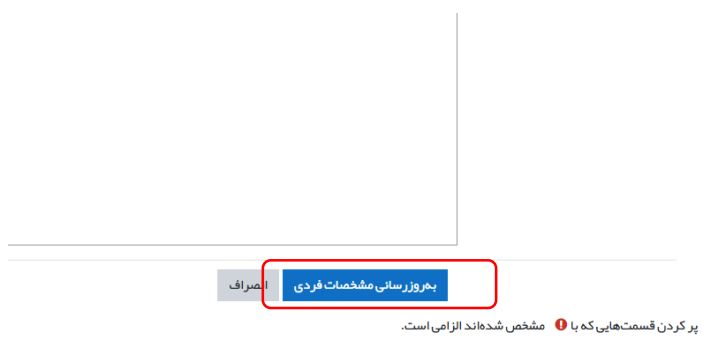 به‌روزرسانی مشخصات فردی انصراف
پر کردن قسمت‌هایی که با مشخص شده‌اند الزامی است.